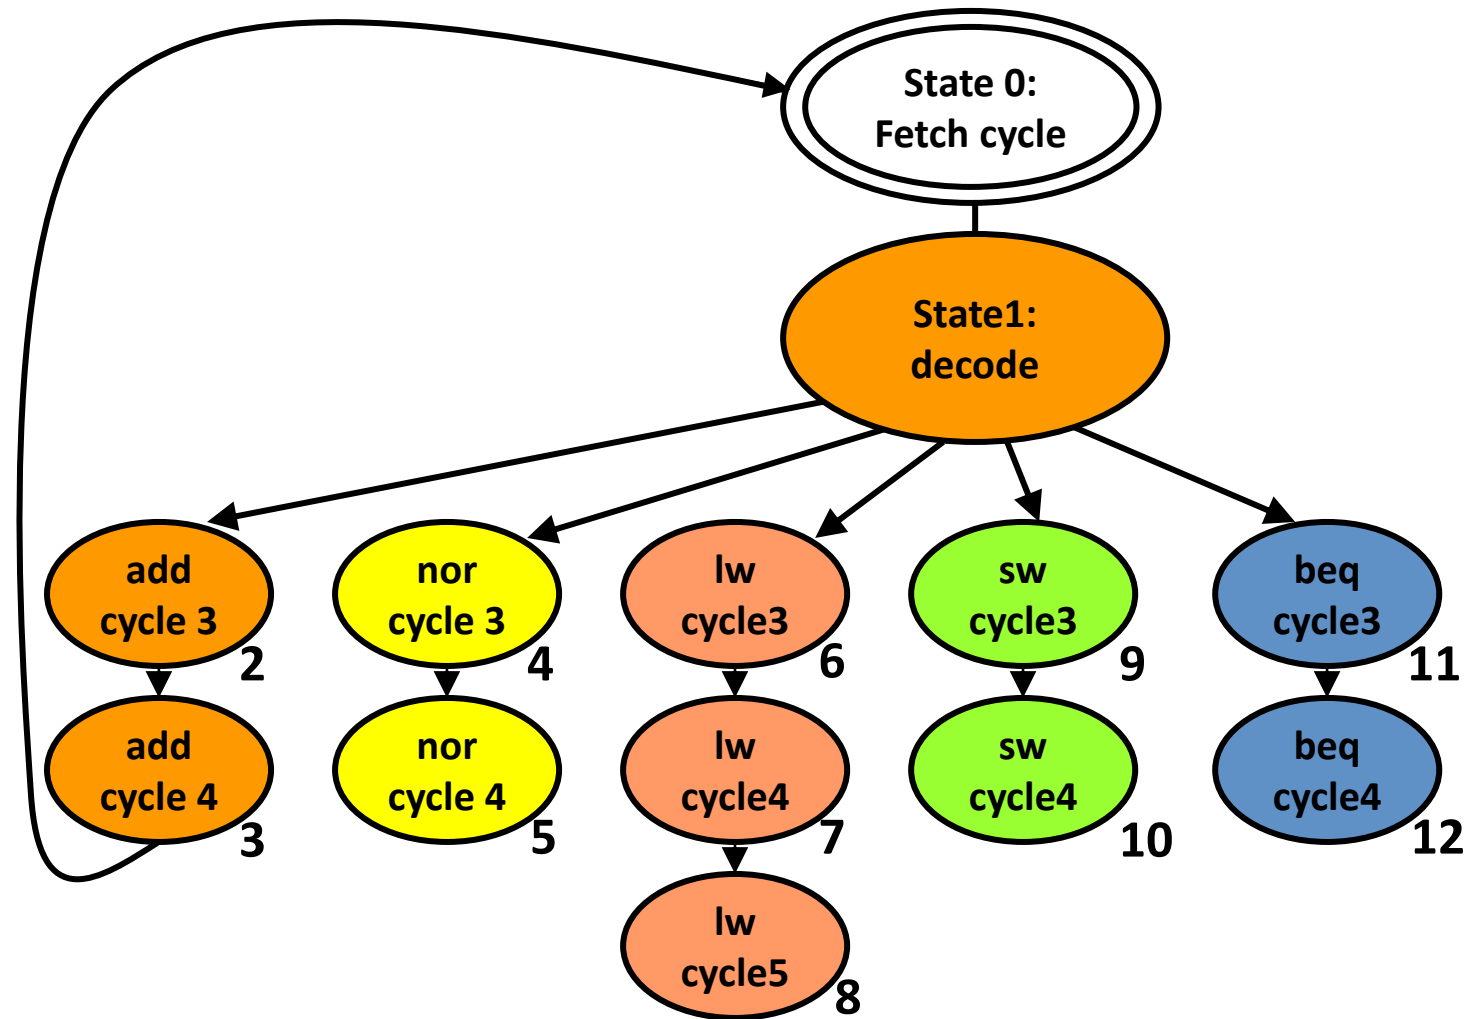 State 0:
Fetch cycle
State1:
decode
add
cycle 3
2
nor
cycle 3
4
lw
cycle3
6
sw
cycle3
9
beq
cycle3
11
add
cycle 4
3
nor
cycle 4
5
lw
cycle4
7
sw
cycle4
10
beq
cycle4
12
lw
cycle5
8